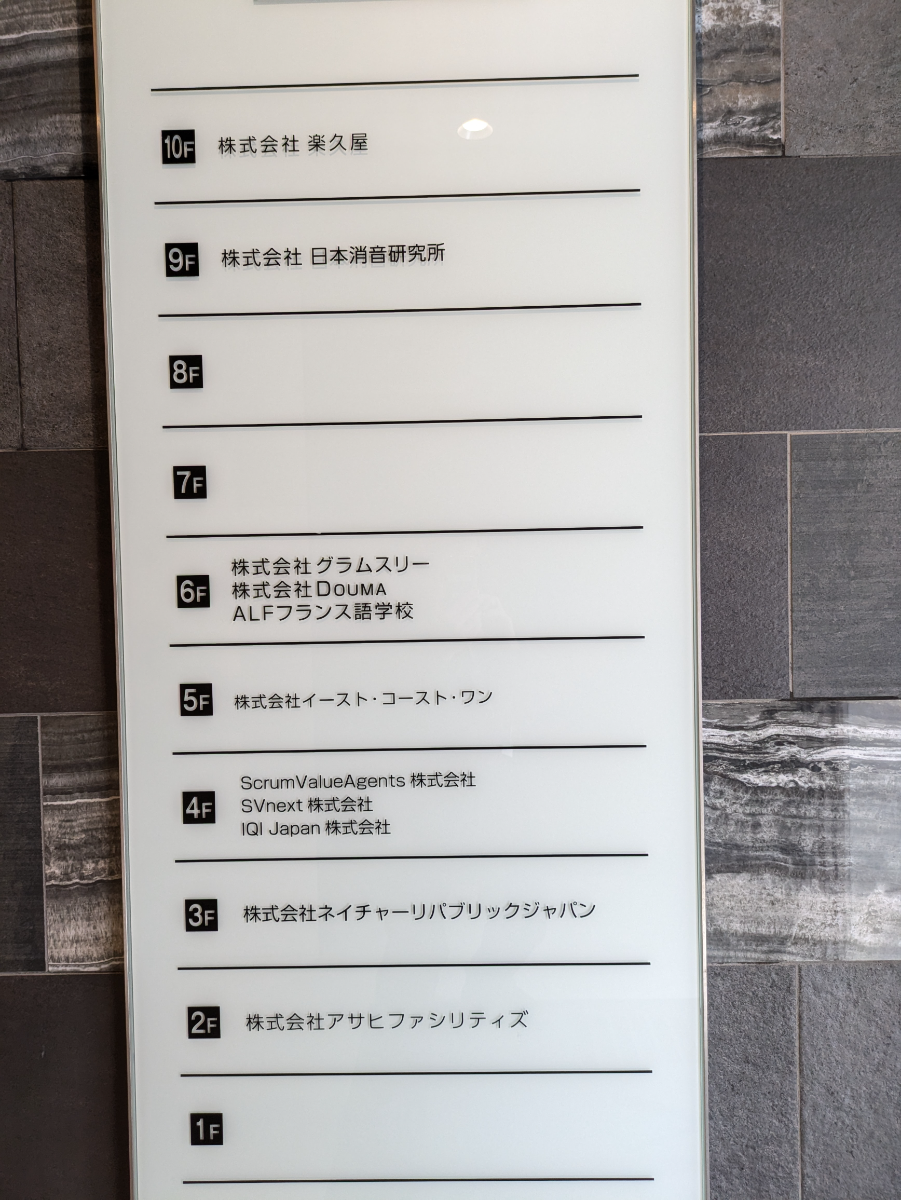 10F 株式会社 楽久屋
9F 株式会社 日本消音研究所
8F
7F
6F 株式会社 グラムスリー
株式会社DOUMA
ALFフランス語学校
5F 株式会社イースト・コースト・ワン
4F ScrumValueAgents 株式会社
SVnext 株式会社
IQI Japan 株式会社
3F 株式会社ネイチャーリパブリックジャパン
2F 株式会社アサヒファシリティズ
1F